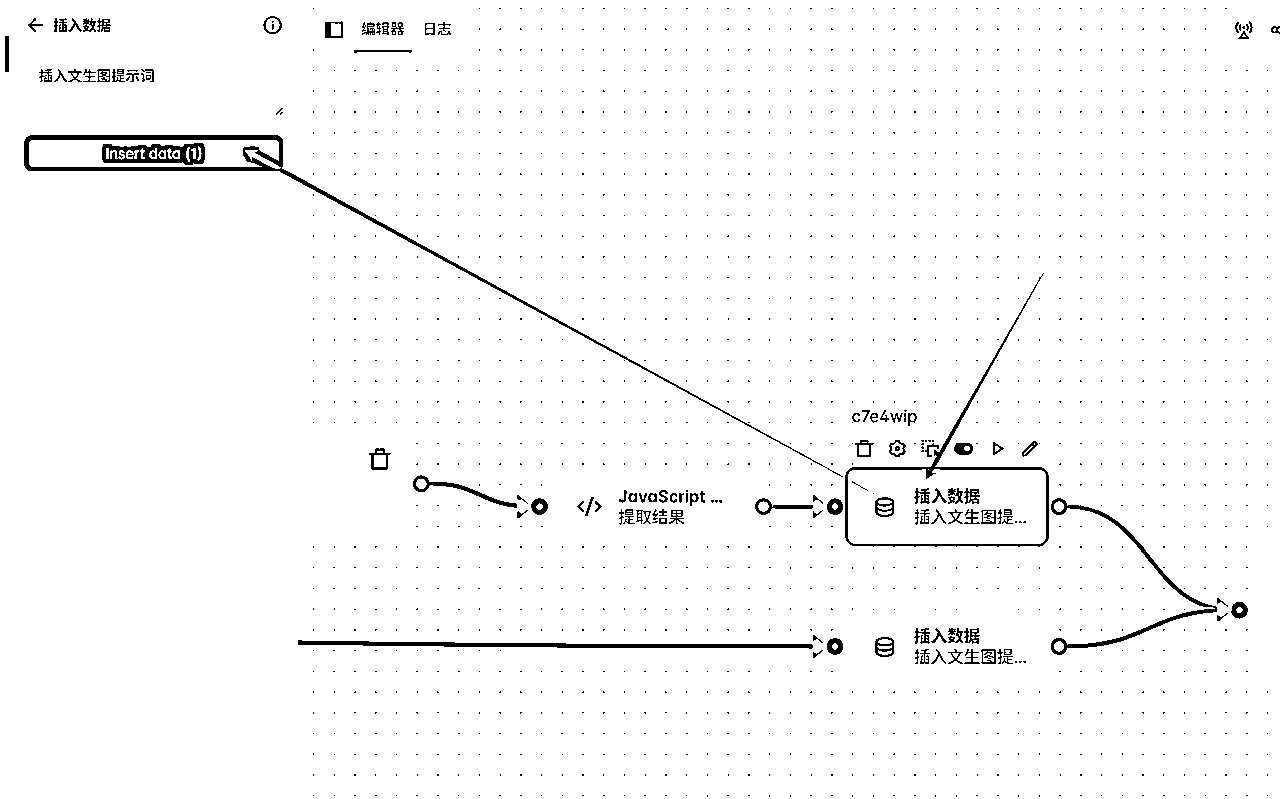 插入数据
编辑器 日志
插入文生图提示词
Insert data (1)
c7e4wip
JavaScript ...
提取结果
插入数据
插入文生图提...
插入数据
插入文生图提...